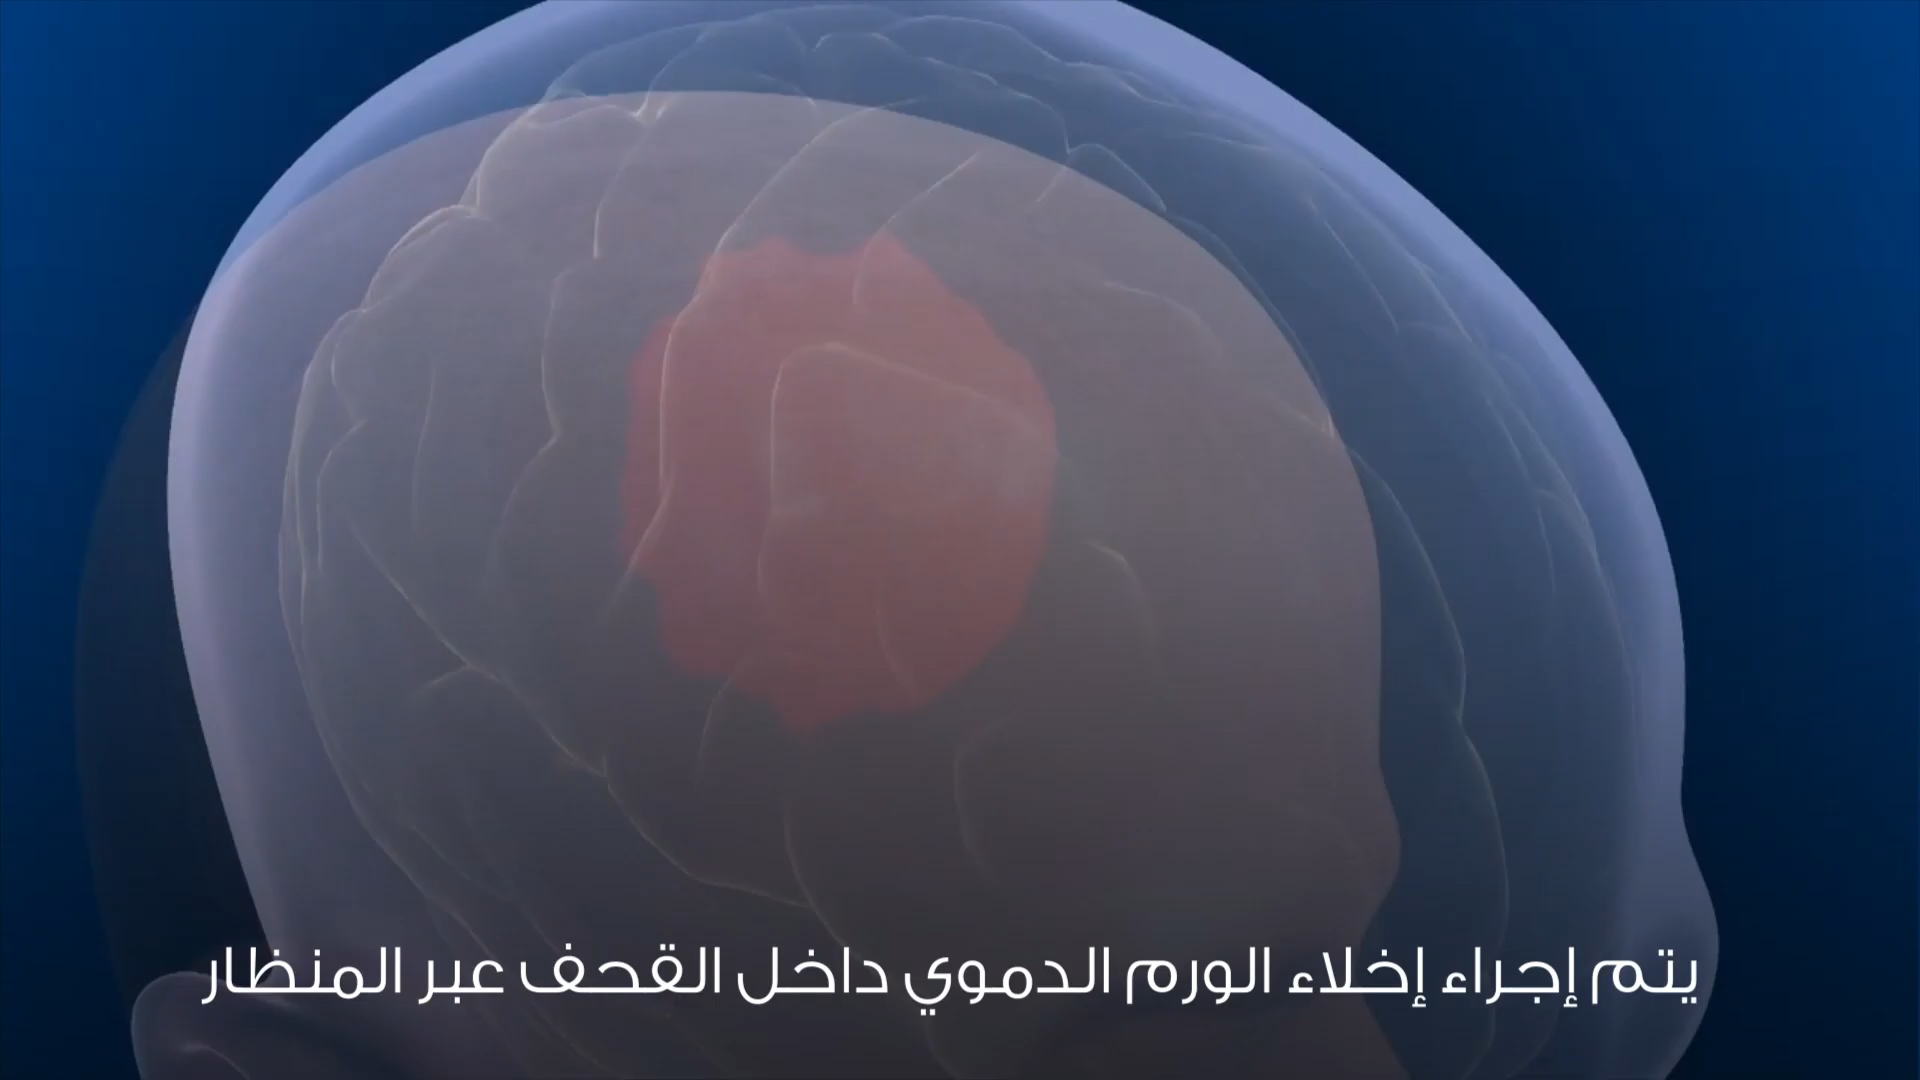 يتم إجراء إخلاء الورم الدموي داخل القحف عبر المنظار